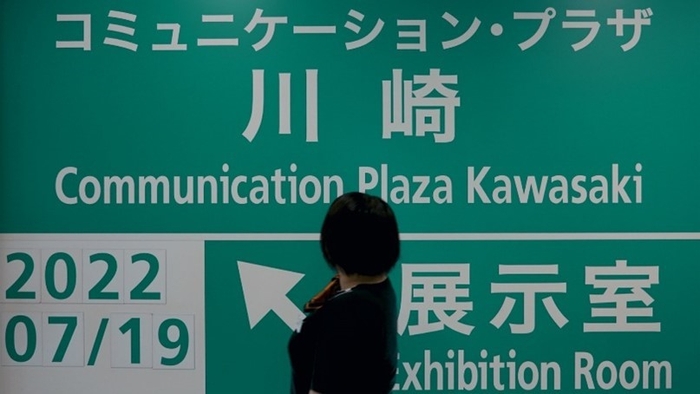 コミュニケーション・プラザ
川崎
Communication Plaza Kawasaki
2022
07/19
展示室
Exhibition Room